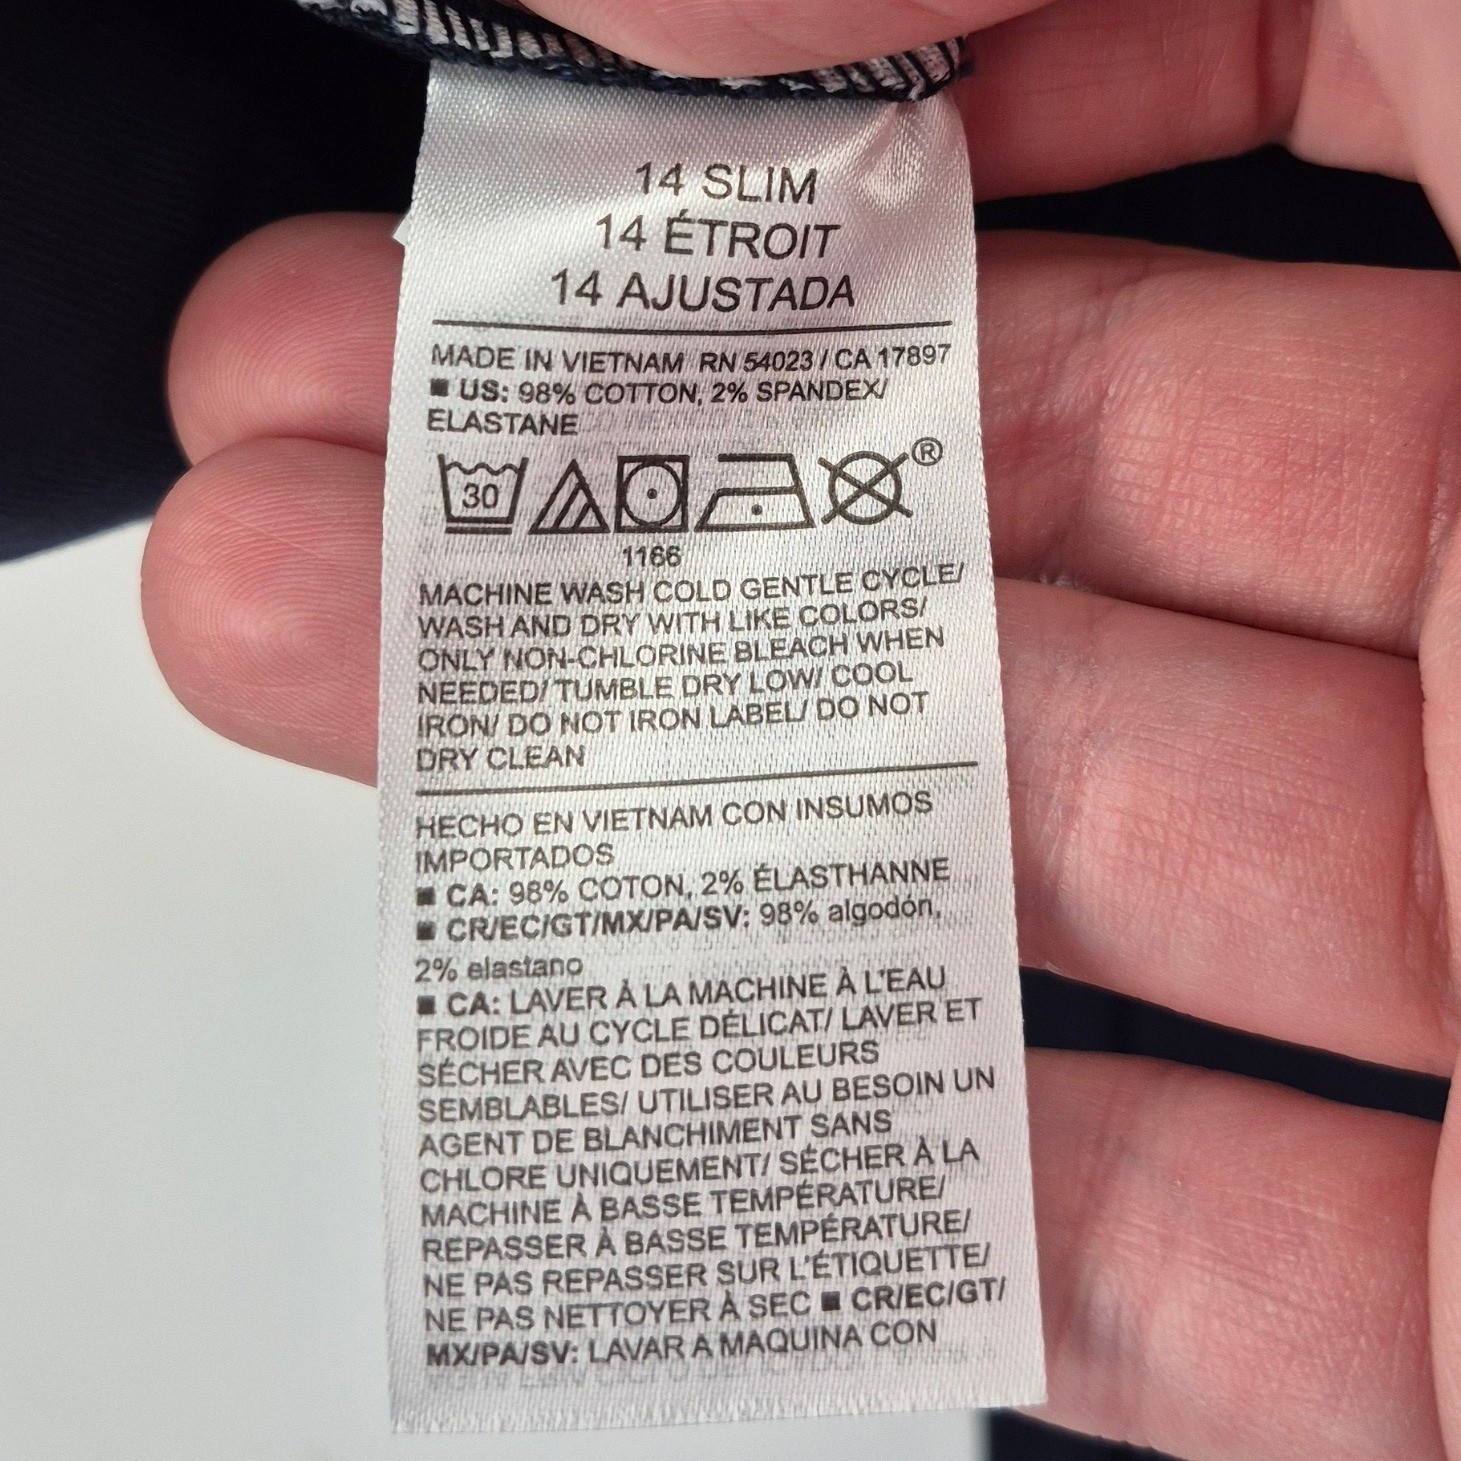 14 SLIM
14 ÉTROIT
14 AJUSTADA
MADE IN VIETNAM RN 54023 / CA 17897
■ US: 98% COTTON, 2% SPANDEX/
ELASTANE
30
®
1166
MACHINE WASH COLD GENTLE CYCLE/
WASH AND DRY WITH LIKE COLORS/
ONLY NON-CHLORINE BLEACH WHEN
NEEDED/ TUMBLE DRY LOW/ COOL
IRON/ DO NOT IRON LABEL/ DO NOT
DRY CLEAN
HECHO EN VIETNAM CON INSUMOS
IMPORTADOS
■ CA: 98% COTON, 2% ÉLASTHANNE
■ CR/EC/GT/MX/PA/SV: 98% algodón,
2% elastano
■ CA: LAVER À LA MACHINE À L'EAU
FROIDE AU CYCLE DÉLICAT/ LAVER ET
SÉCHER AVEC DES COULEURS
SEMBLABLES/ UTILISER AU BESOIN UN
AGENT DE BLANCHIMENT SANS
CHLORE UNIQUEMENT/ SÉCHER À LA
MACHINE À BASSE TEMPÉRATURE/
REPASSER À BASSE TEMPÉRATURE/
NE PAS REPASSER SUR L'ÉTIQUETTE/
NE PAS NETTOYER À SEC ■ CR/EC/GT/
MX/PA/SV: LAVAR A MAQUINA CON